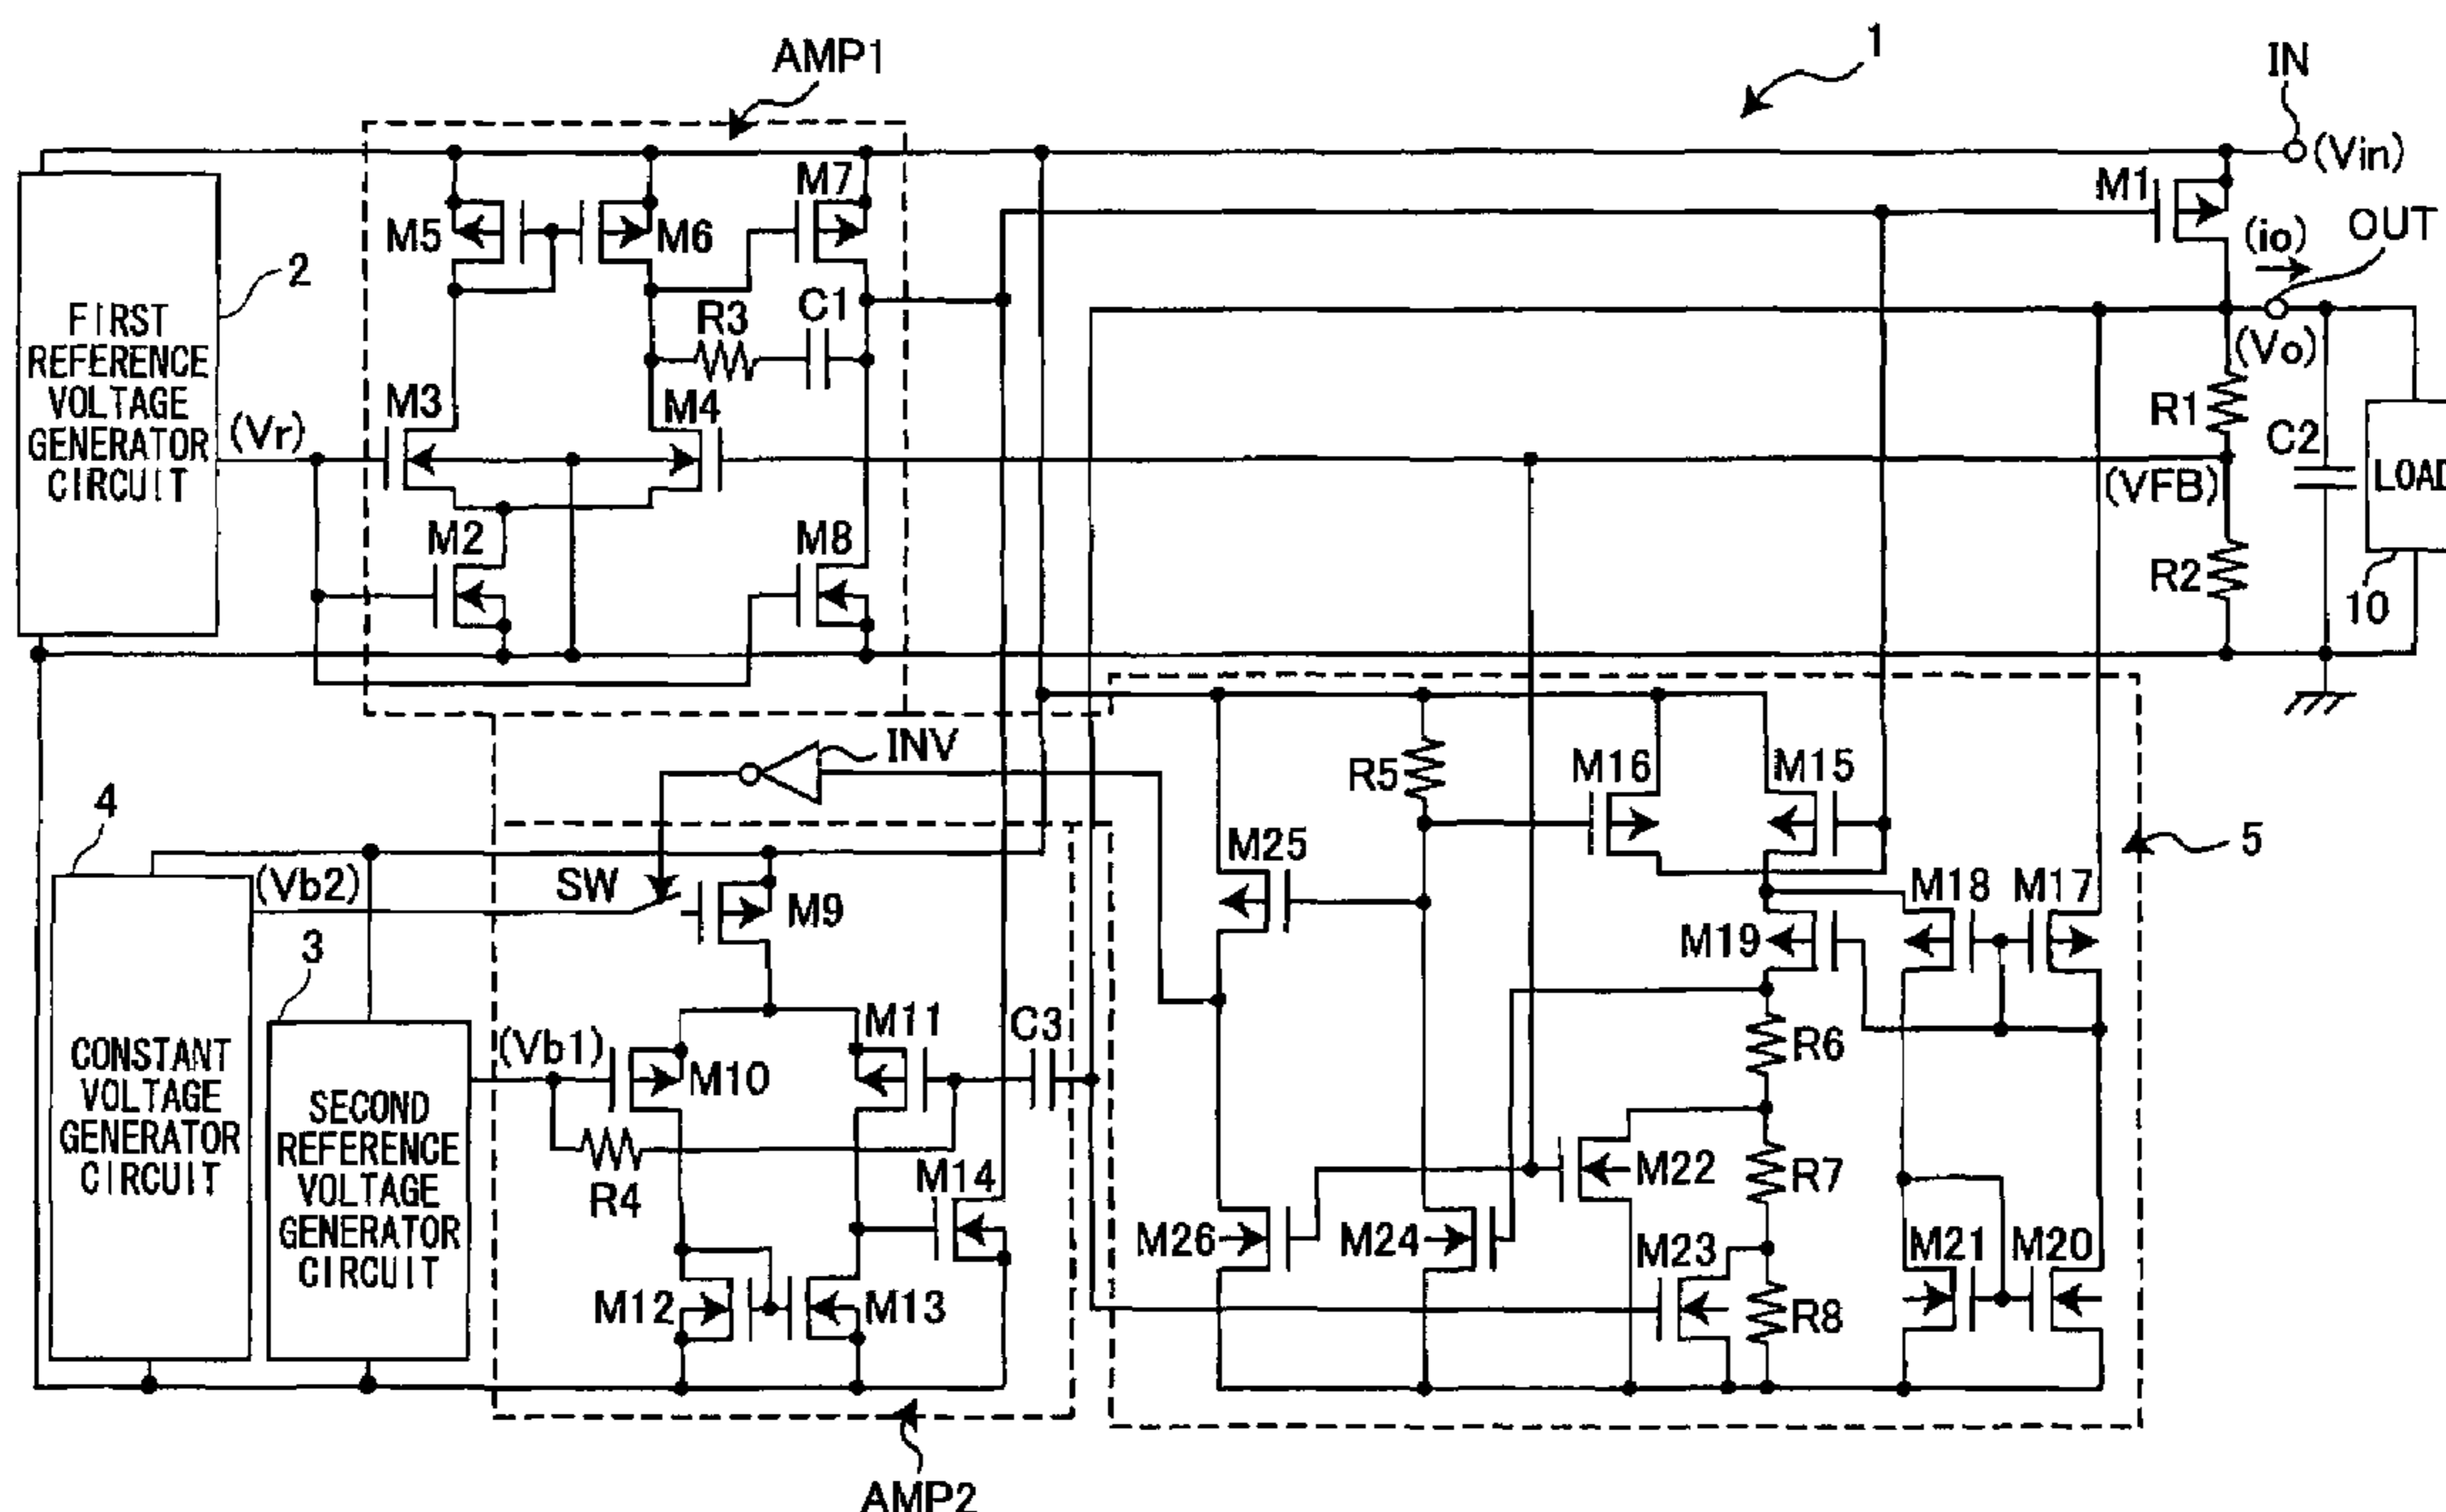 AMP1
1
IN
(Vin)
M7
M1
M5
M6
(io)
OUT
2
FIRST
REFERENCE
VOLTAGE
GENERATOR
CIRCUIT
R3
C1
(Vo)
M3
M4
R1
(Vr)
C2
LOAD
(VFB)
M2
M8
R2
10
INV
R5
M16
M15
4
M25
5
(Vb2)
SW
M9
M18
M17
M19
3
M11
C3
(Vb1)
M10
R6
CONSTANT
VOLTAGE
GENERATOR
CIRCUIT
SECOND
REFERENCE
VOLTAGE
GENERATOR
CIRCUIT
R4
M14
M22
R7
M26
M24
M23
M21
M20
M12
M13
R8
AMP2